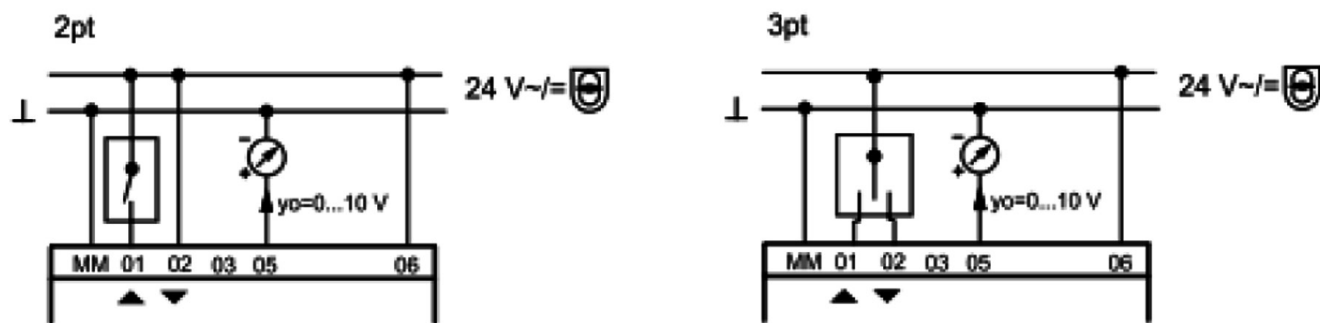 2pt
24 V~/=
⊥
- 
+
yo=0...10 V
MM 01 02 03 05 06
▲ ▼
3pt
24 V~/=
⊥
-
+
yo=0...10 V
MM 01 02 03 05 06
▲ ▼